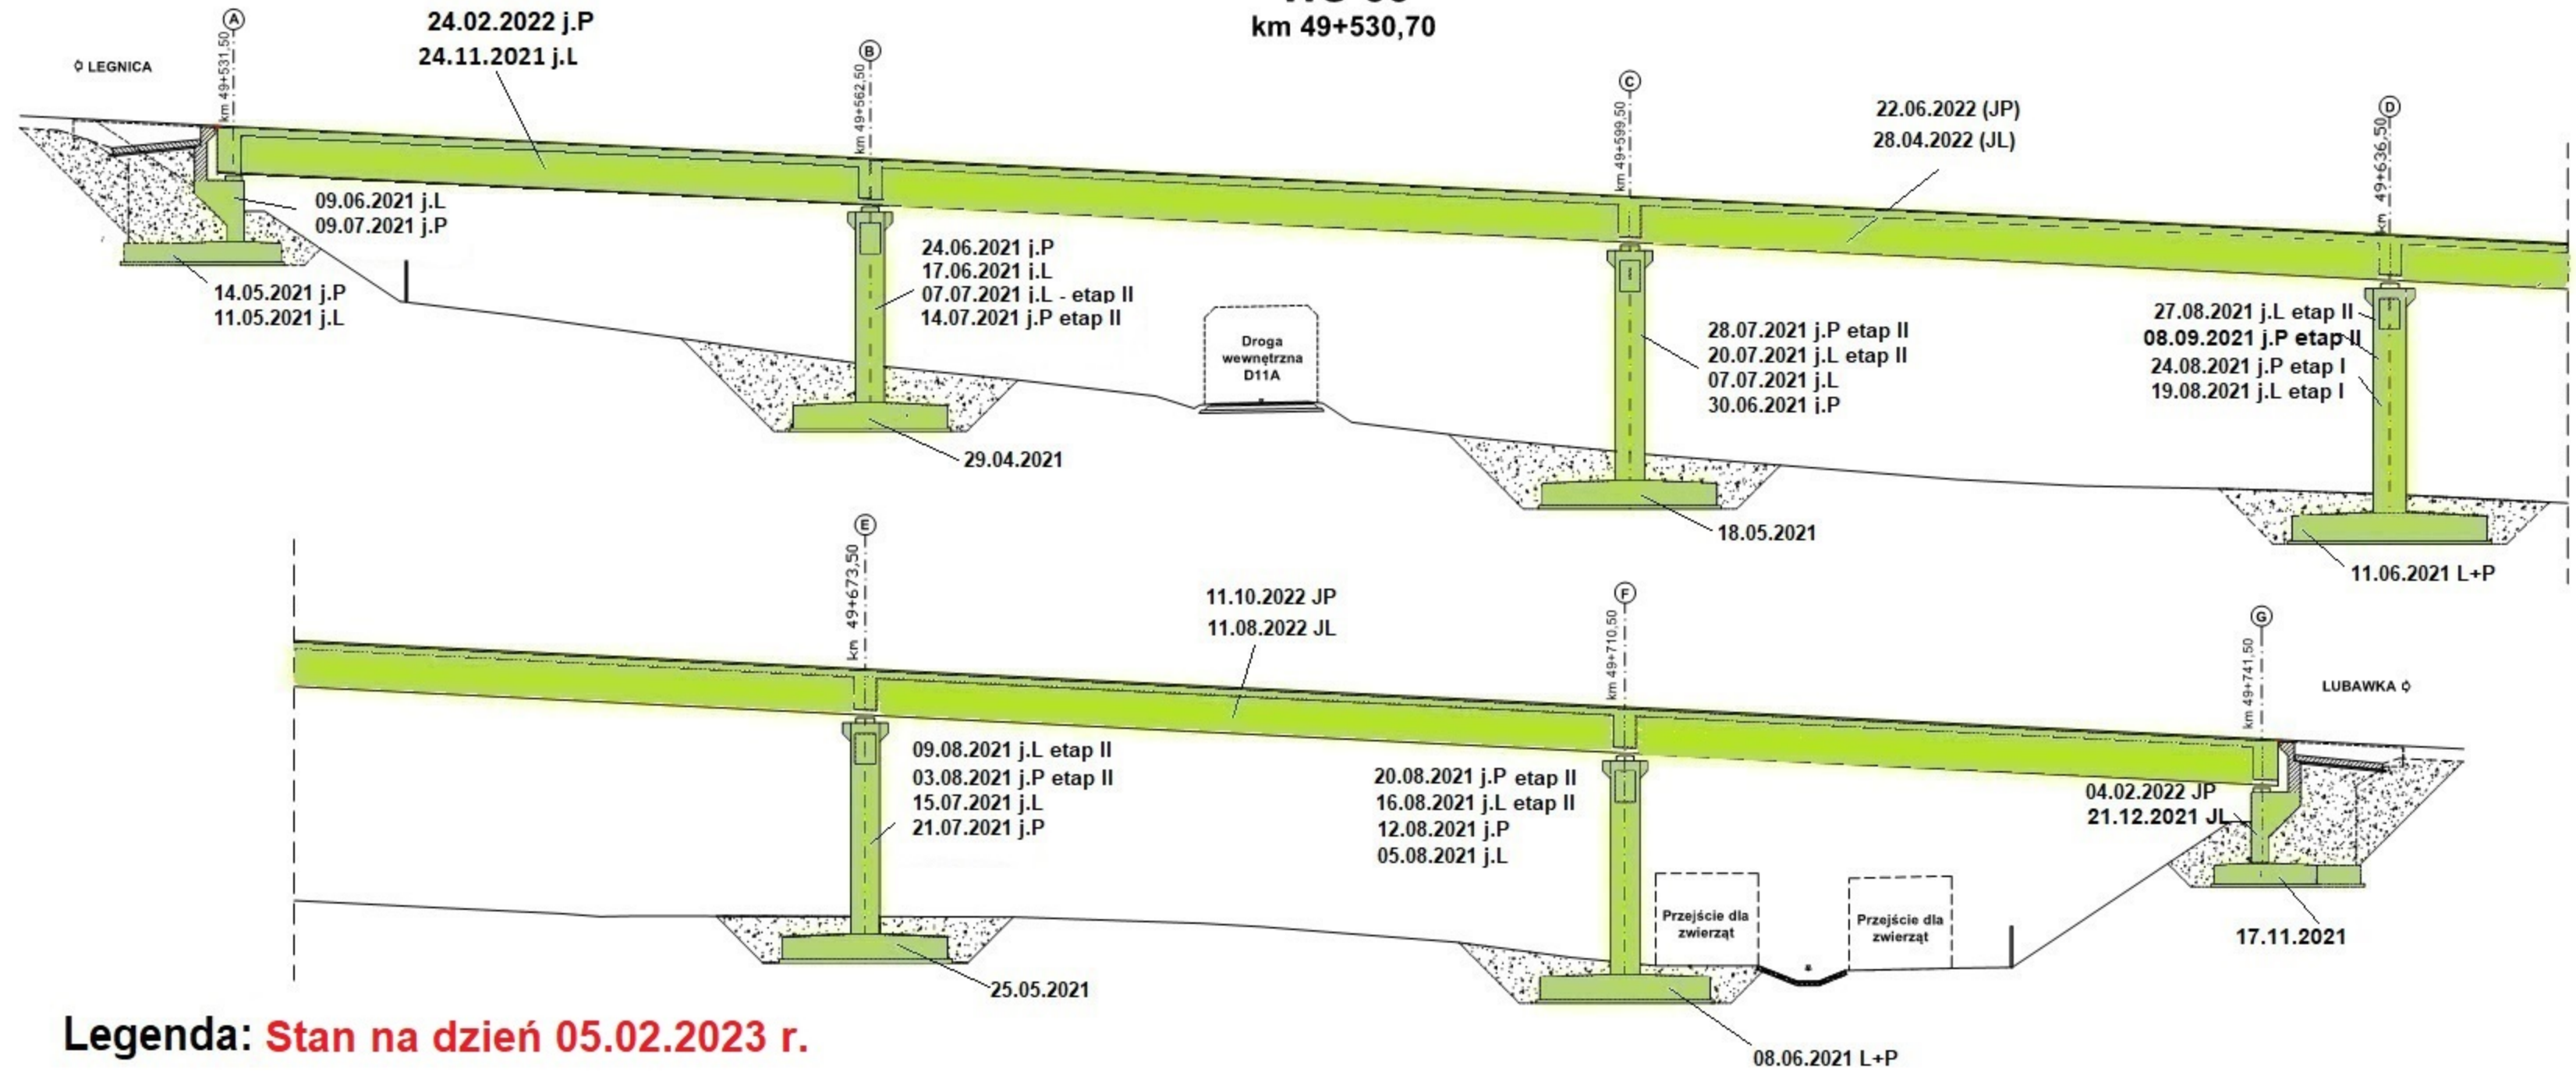 km 49+530,70
A
B
C
D
km 49+531,50
km 49+562,50
km 49+599,50
km 49+636,50
LEGNICA
24.02.2022 j.P
24.11.2021 j.L
22.06.2022 (JP)
28.04.2022 (JL)
09.06.2021 j.L
09.07.2021 j.P
14.05.2021 j.P
11.05.2021 j.L
24.06.2021 j.P
17.06.2021 j.L
07.07.2021 j.L - etap II
14.07.2021 j.P etap II
29.04.2021
Droga
wewnętrzna
D11A
28.07.2021 j.P etap II
20.07.2021 j.L etap II
07.07.2021 j.L
30.06.2021 j.P
18.05.2021
27.08.2021 j.L etap II
08.09.2021 j.P etap II
24.08.2021 j.P etap I
19.08.2021 j.L etap I
11.06.2021 L+P
E
F
G
km 49+673,50
km 49+710,50
km 49+741,50
11.10.2022 JP
11.08.2022 JL
LUBAWKA
09.08.2021 j.L etap II
03.08.2021 j.P etap II
15.07.2021 j.L
21.07.2021 j.P
25.05.2021
20.08.2021 j.P etap II
16.08.2021 j.L etap II
12.08.2021 j.P
05.08.2021 j.L
Przejście dla
zwierząt
Przejście dla
zwierząt
08.06.2021 L+P
04.02.2022 JP
21.12.2021 JL
17.11.2021
Legenda: Stan na dzień 05.02.2023 r.